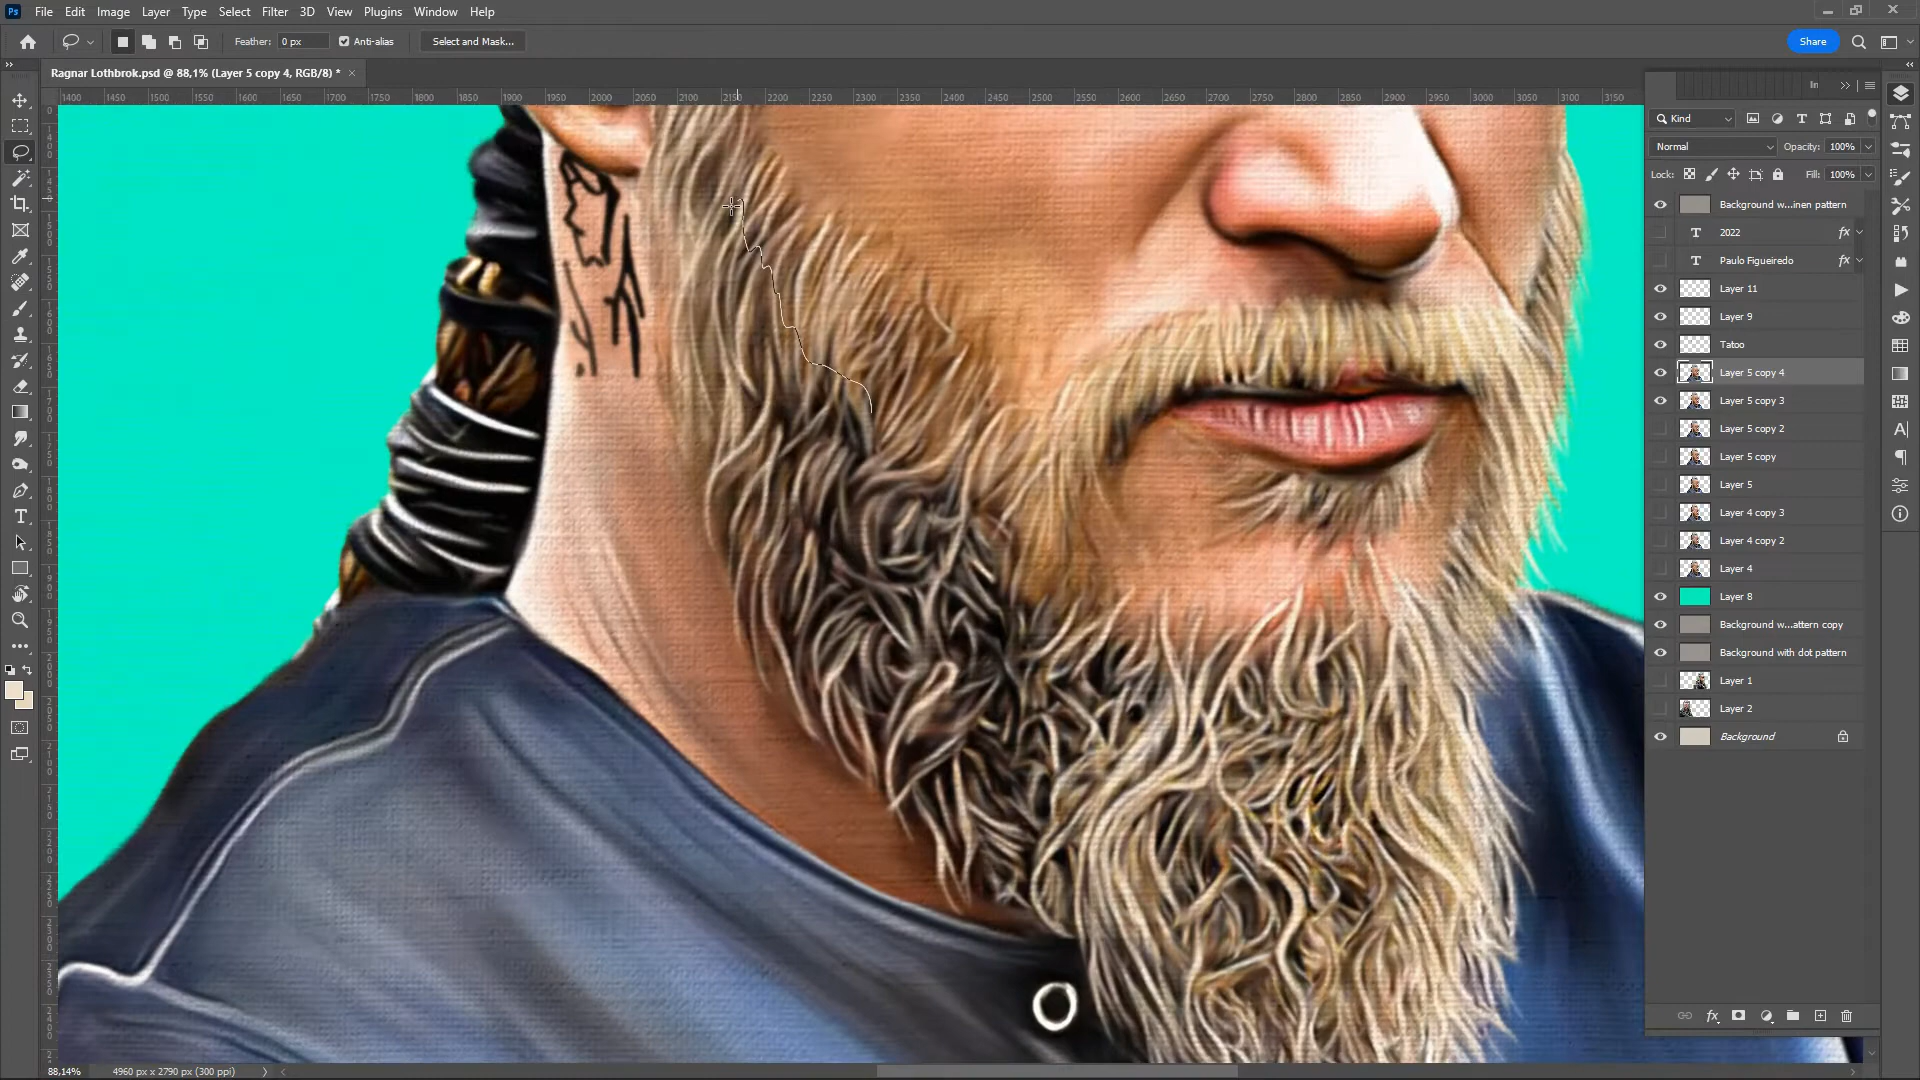 Ps File Edit Image Layer Type Select Filter 3D View Plugins Window Help
Feather: 0 px Anti-alias Select and Mask... Share
Ragnar Lothbrok.psd @ 88,1% (Layer 5 copy 4, RGB/8) * ×
1400 1450 1500 1550 1600 1650 1700 1750 1800 1850 1900 1950 2000 2050 2100 2150 2200 2250 2300 2350 2400 2450 2500 2550 2600 2650 2700 2750 2800 2850 2900 2950 3000 3050 3100 3150
Kind
Normal Opacity: 100%
Lock: Fill: 100%
Background w...inen pattern
T 2022 fx
T Paulo Figueiredo fx
Layer 11
Layer 9
Tatoo
Layer 5 copy 4
Layer 5 copy 3
Layer 5 copy 2
Layer 5 copy
Layer 5
Layer 4 copy 3
Layer 4 copy 2
Layer 4
Layer 8
Background w...attern copy
Background with dot pattern
Layer 1
Layer 2
Background
fx
88,14% 4960 px x 2790 px (300 ppi)